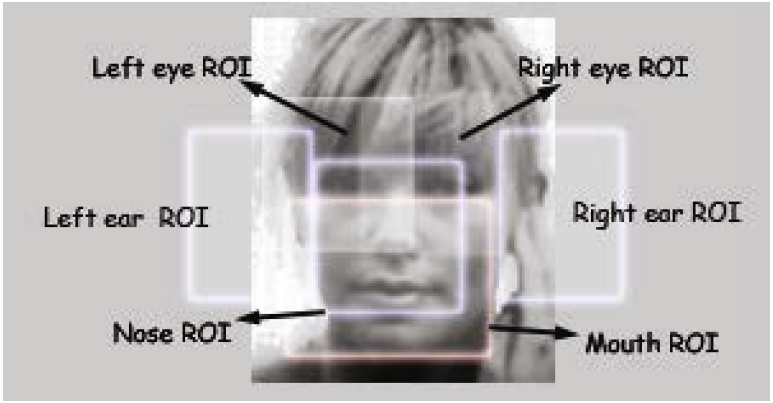 Left eye ROI
Right eye ROI
Left ear ROI
Right ear ROI
Nose ROI
Mouth ROI